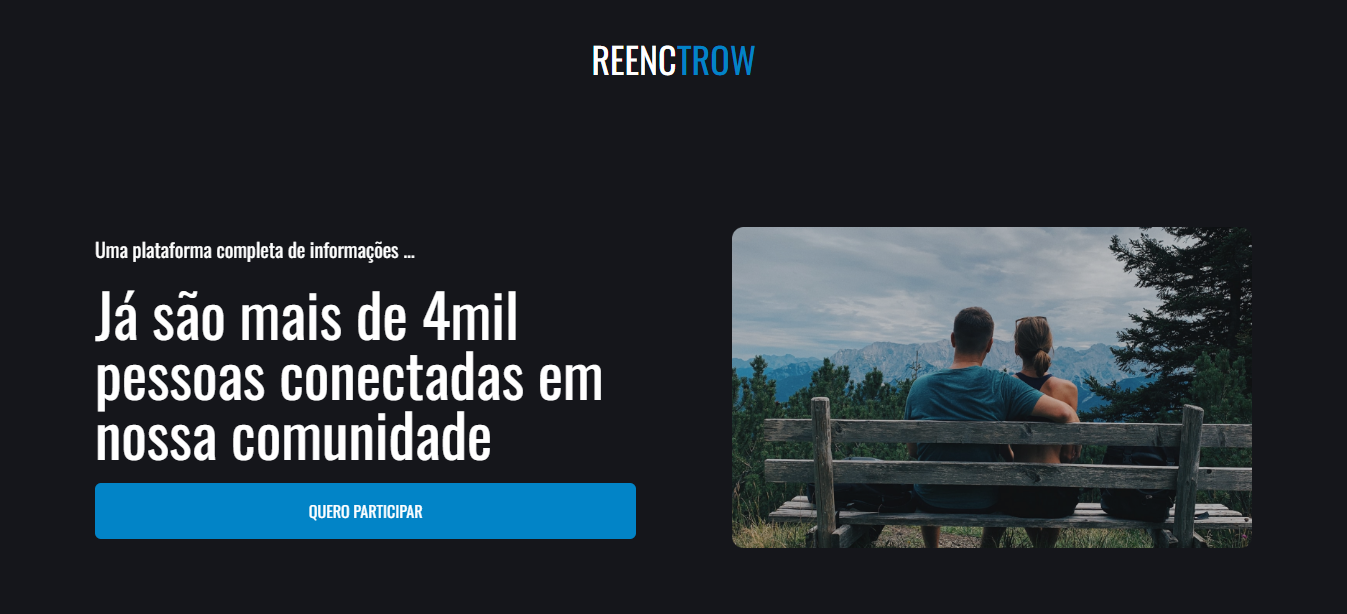 REENCTROW
Uma plataforma completa de informações ...
Já são mais de 4mil
pessoas conectadas em
nossa comunidade
QUERO PARTICIPAR